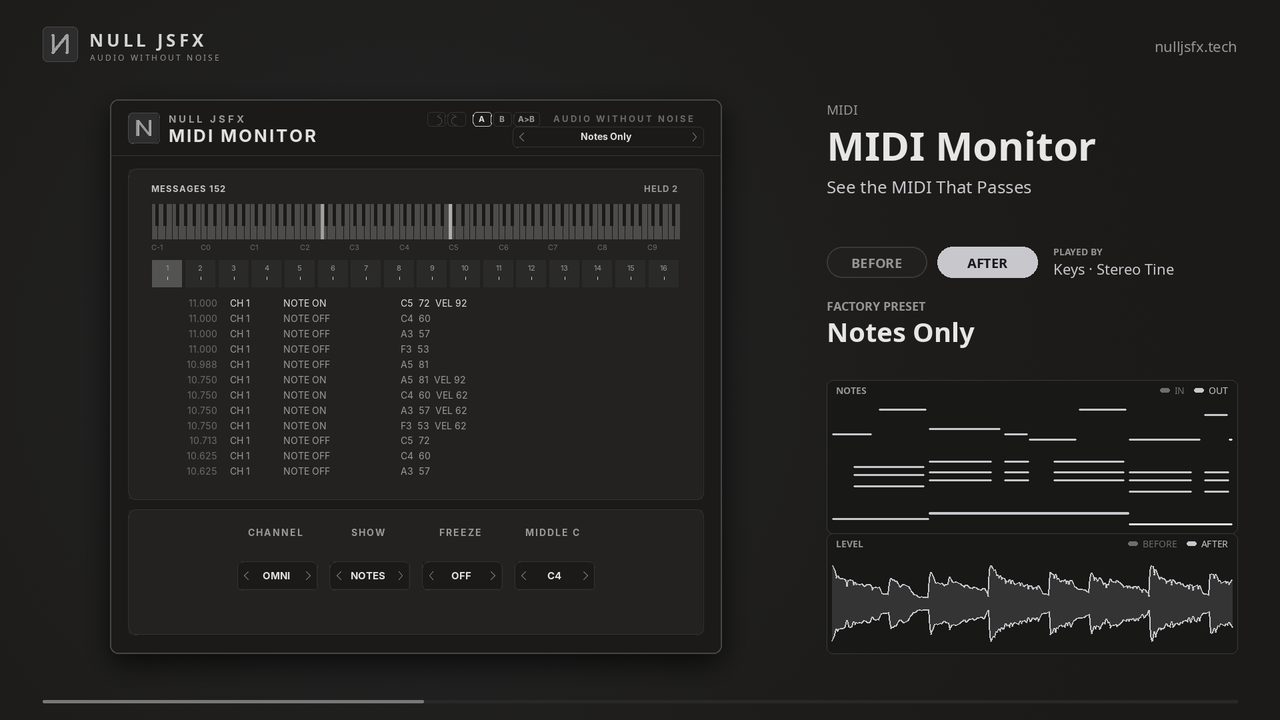 NULL JSFX
AUDIO WITHOUT NOISE
nulljsfx.tech
N
NULL JSFX
MIDI MONITOR
A B A>B
AUDIO WITHOUT NOISE
Notes Only
MESSAGES 152
HELD 2
C-1 C0 C1 C2 C3 C4 C5 C6 C7 C8 C9
1 2 3 4 5 6 7 8 9 10 11 12 13 14 15 16
11.000 CH 1 NOTE ON C5 72 VEL 92
11.000 CH 1 NOTE OFF C4 60
11.000 CH 1 NOTE OFF A3 57
11.000 CH 1 NOTE OFF F3 53
10.988 CH 1 NOTE OFF A5 81
10.750 CH 1 NOTE ON A5 81 VEL 92
10.750 CH 1 NOTE ON C4 60 VEL 62
10.750 CH 1 NOTE ON A3 57 VEL 62
10.750 CH 1 NOTE ON F3 53 VEL 62
10.713 CH 1 NOTE OFF C5 72
10.625 CH 1 NOTE OFF C4 60
10.625 CH 1 NOTE OFF A3 57
CHANNEL SHOW FREEZE MIDDLE C
OMNI NOTES OFF C4
MIDI
MIDI Monitor
See the MIDI That Passes
BEFORE AFTER
PLAYED BY
Keys · Stereo Tine
FACTORY PRESET
Notes Only
NOTES IN OUT
LEVEL BEFORE AFTER